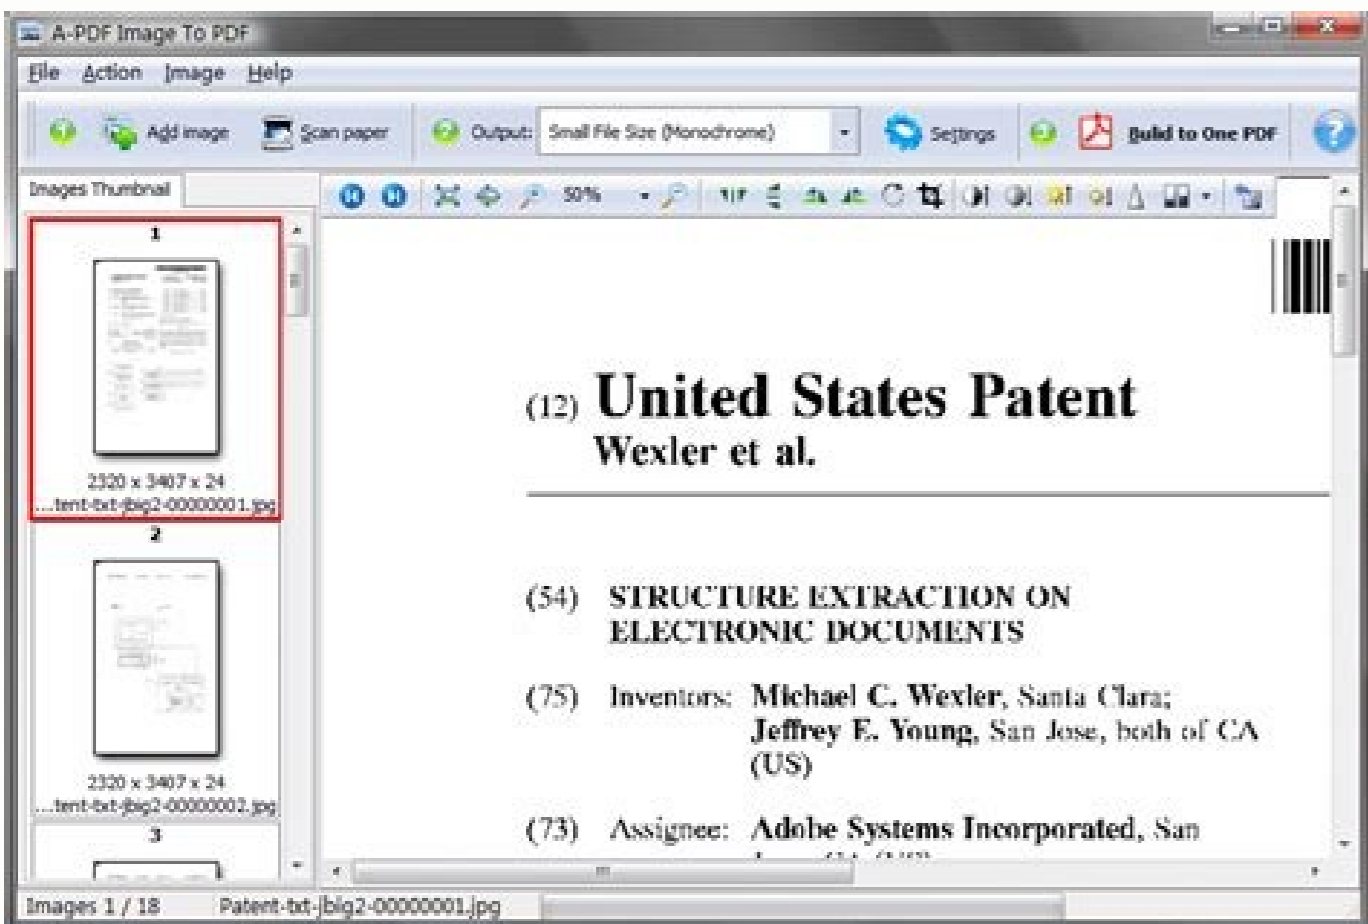 A-PDF Image To PDF
File Action Image Help
Add image Scan paper Output: Small File Size (Monochrome) Settings Bulid to One PDF
Images Thumbnail
50%
1
2320 x 3407 x 24
...tent-txt-jbig2-00000001.jpg
2
2320 x 3407 x 24
...tent-txt-jbig2-00000002.jpg
3
(12) United States Patent
Wexler et al.
(54) STRUCTURE EXTRACTION ON
ELECTRONIC DOCUMENTS
(75) Inventors: Michael C. Wexler, Santa Clara;
Jeffrey E. Young, San Jose, both of CA
(US)
(73) Assignee: Adobe Systems Incorporated, San
Images 1 / 18 Patent-txt-jbig2-00000001.jpg